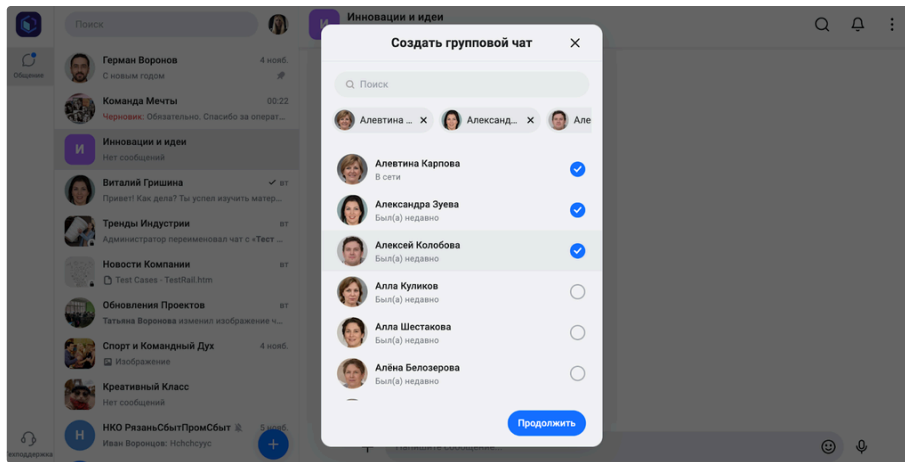 Поиск
Инновации и идеи
Общение
Герман Воронов
4 нояб.
С новым годом
Команда Мечты
00:22
Черновик: Обязательно. Спасибо за операт...
И
Инновации и идеи
Нет сообщений
Виталий Гришина
вт
Привет! Как дела? Ты успел изучить матер...
Тренды Индустрии
вт
Администратор переименовал чат с «Тест ...
Новости Компании
вт
Test Cases - TestRail.htm
Обновления Проектов
вт
Татьяна Воронова изменил изображение ч...
Спорт и Командный Дух
4 нояб.
Изображение
Креативный Класс
Нет сообщений
Н
НКО РязаньСбытПромСбыт
5 нояб.
Иван Воронцов: Hchchcyyc
Создать групповой чат
Поиск
Алевтина ...
Александ...
Але
Алевтина Карпова
В сети
Александра Зуева
Был(а) недавно
Алексей Колобова
Был(а) недавно
Алла Куликов
Был(а) недавно
Алла Шестакова
Был(а) недавно
Алёна Белозерова
Был(а) недавно
Продолжить